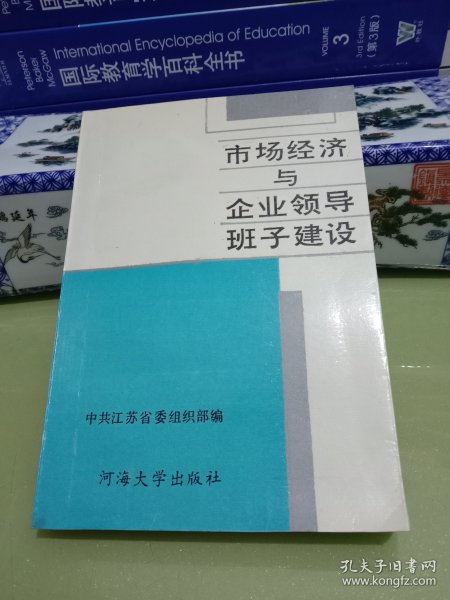 International Encyclopedia of Education
国际教育学百科全书
Peterson
Baker
McGaw
VOLUME
3
3rd Edition
(第3版)
市场经济
与
企业领导
班子建设
中共江苏省委组织部编
河海大学出版社
孔夫子旧书网
www.kongfz.com